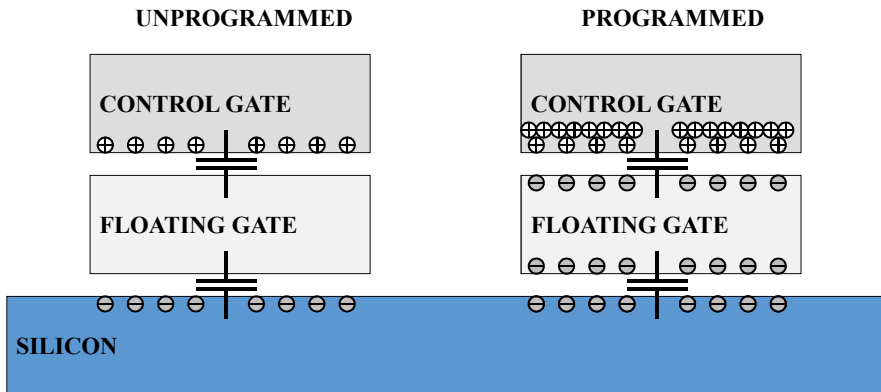 UNPROGRAMMED
PROGRAMMED
CONTROL GATE
CONTROL GATE
FLOATING GATE
FLOATING GATE
SILICON